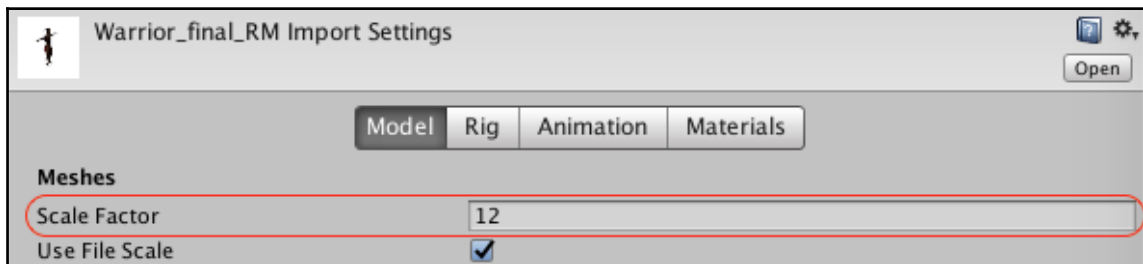 Warrior_final_RM Import Settings
Open
Model Rig Animation Materials
Meshes
Scale Factor 12
Use File Scale